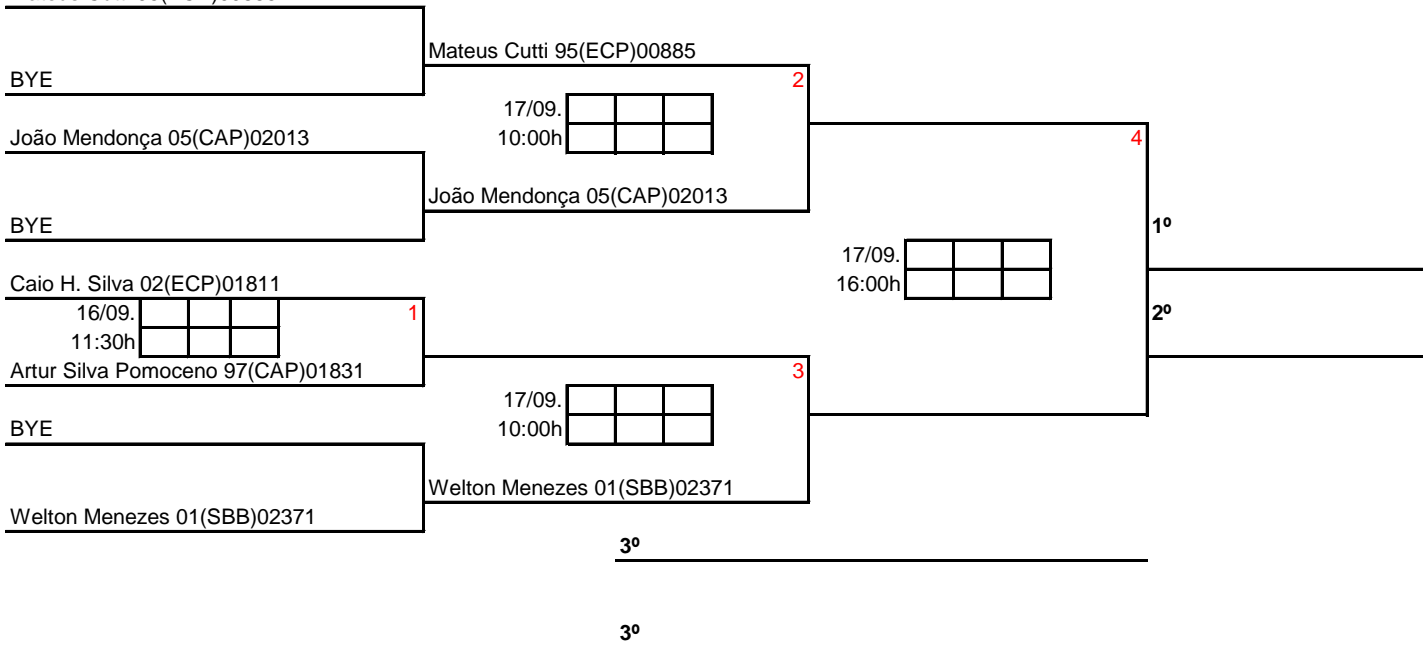 Mateus Cutti 95(ECP)00885
BYE
2
17/09.
10:00h
João Mendonça 05(CAP)02013
4
João Mendonça 05(CAP)02013
BYE
1º
17/09.
16:00h
Caio H. Silva 02(ECP)01811
16/09.
11:30h
1
2º
Artur Silva Pomoceno 97(CAP)01831
3
17/09.
10:00h
BYE
Welton Menezes 01(SBB)02371
Welton Menezes 01(SBB)02371
3º
3º